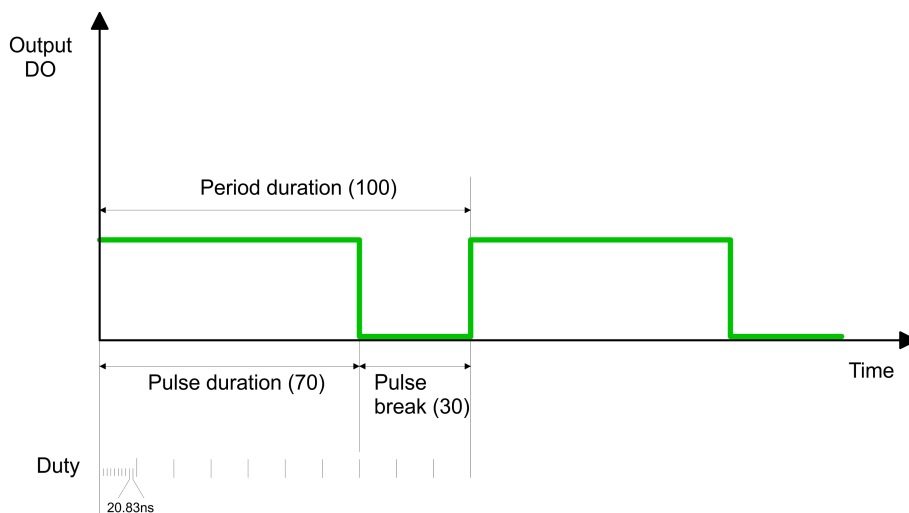 Output
DO
Period duration (100)
Time
Pulse duration (70)
Pulse
break (30)
Duty
20.83ns